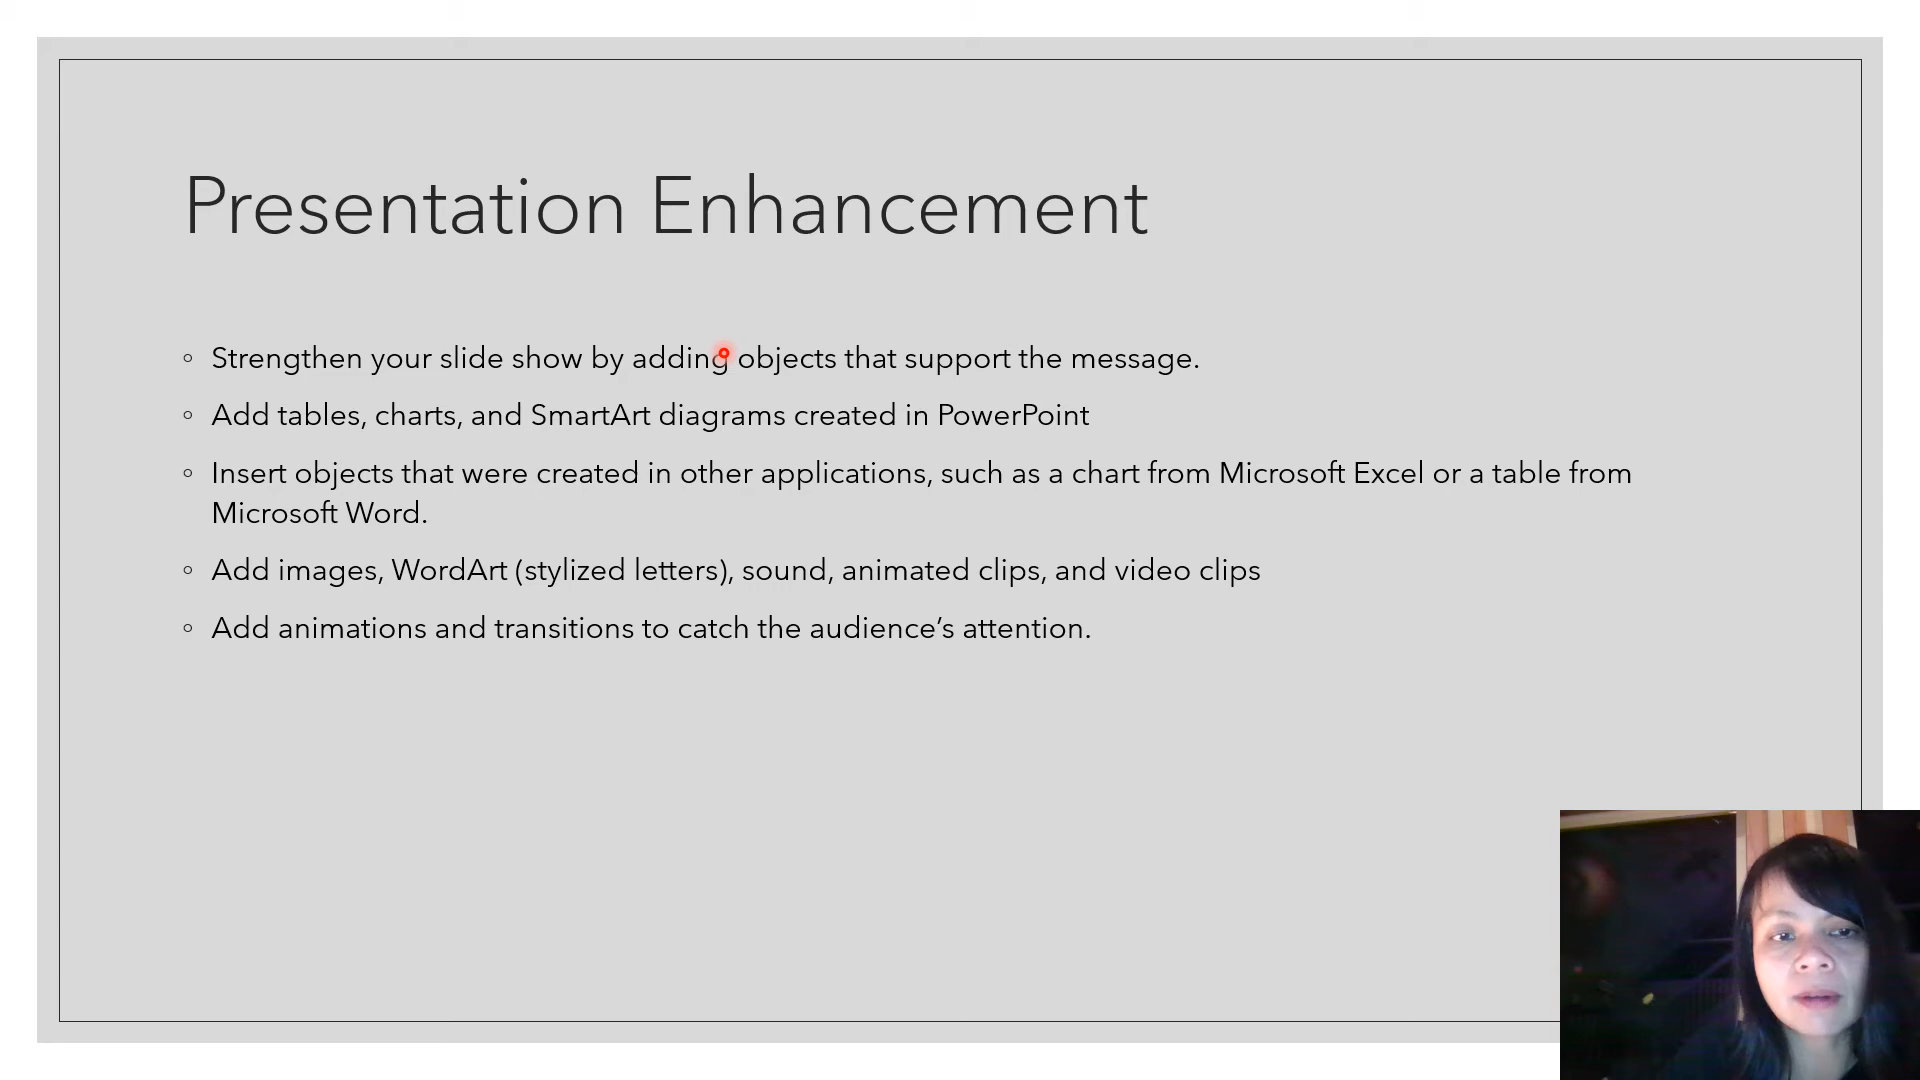 Presentation Enhancement
◦ Strengthen your slide show by adding objects that support the message.
◦ Add tables, charts, and SmartArt diagrams created in PowerPoint
◦ Insert objects that were created in other applications, such as a chart from Microsoft Excel or a table from
Microsoft Word.
◦ Add images, WordArt (stylized letters), sound, animated clips, and video clips
◦ Add animations and transitions to catch the audience’s attention.